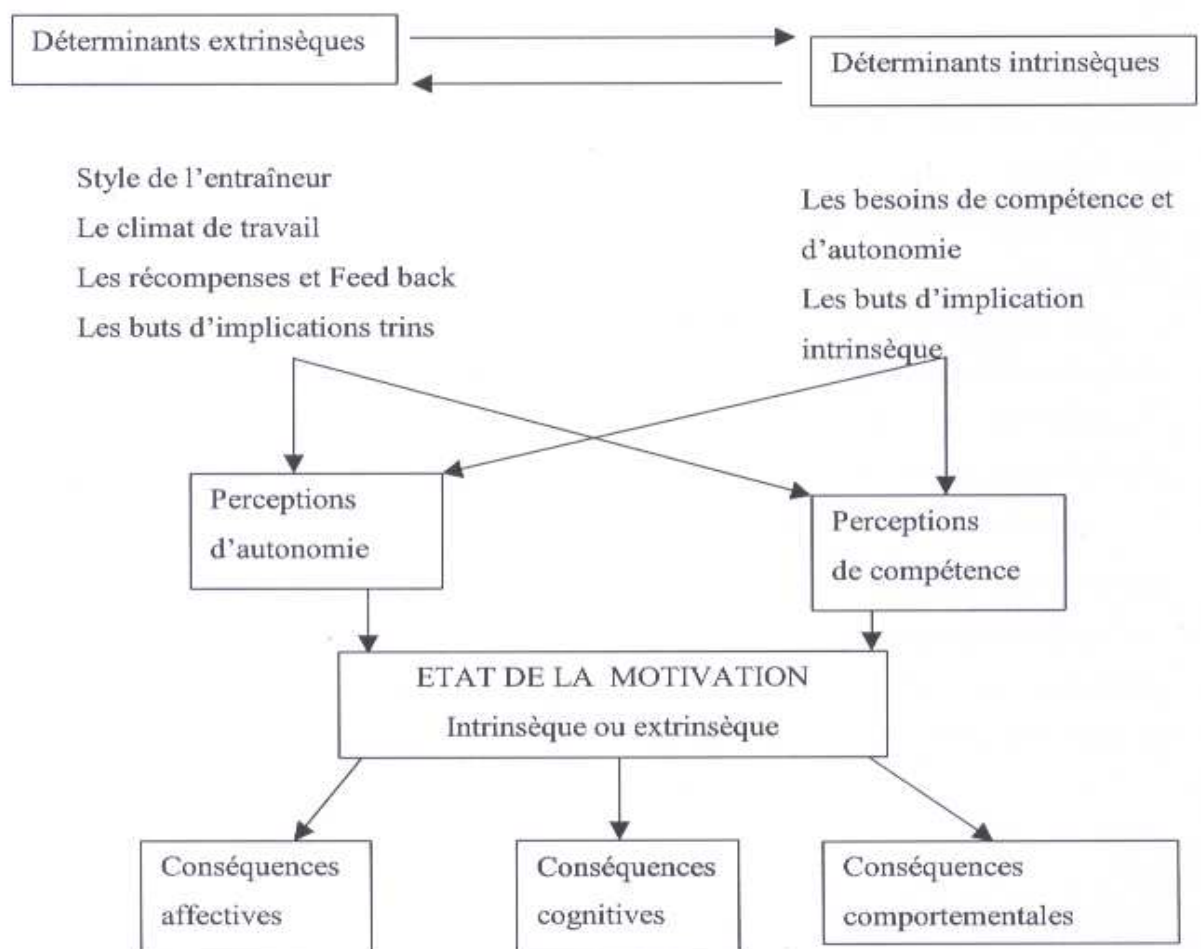 Déterminants extrinsèques
Déterminants intrinsèques
Style de l'entraîneur
Le climat de travail
Les récompenses et Feed back
Les buts d'implications trins
Les besoins de compétence et
d'autonomie
Les buts d'implication
intrinsèque
Perceptions
d'autonomie
Perceptions
de compétence
ETAT DE LA MOTIVATION
Intrinsèque ou extrinsèque
Conséquences
affectives
Conséquences
cognitives
Conséquences
comportementales